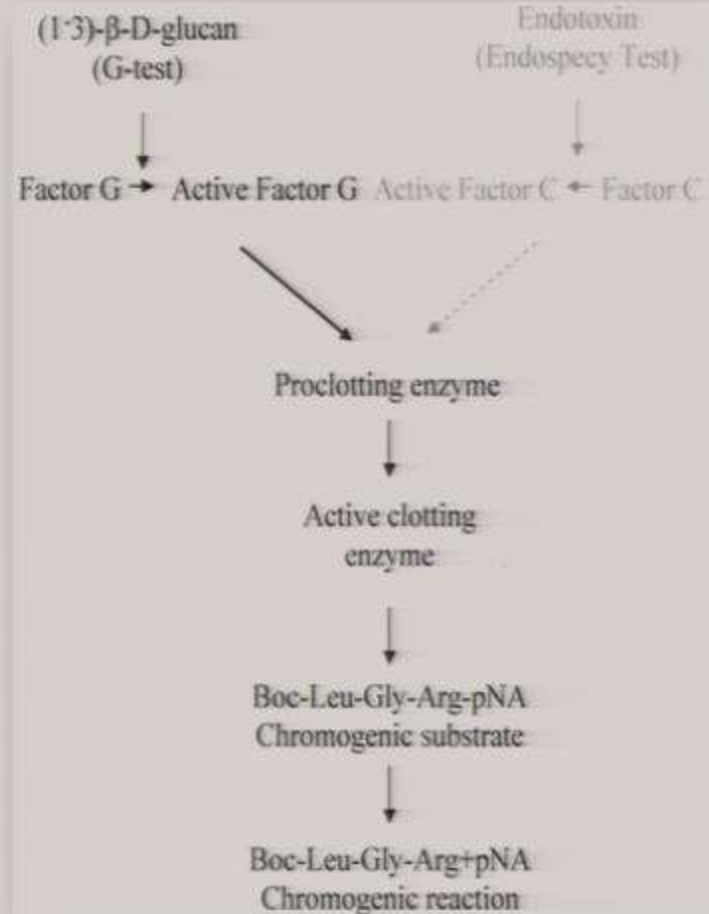 (1-3)-β-D-glucan
(G-test)
Endotoxin
(Endospecy Test)
Factor G → Active Factor G
Active Factor C ← Factor C
Proclotting enzyme
Active clotting
enzyme
Boc-Leu-Gly-Arg-pNA
Chromogenic substrate
Boc-Leu-Gly-Arg+pNA
Chromogenic reaction